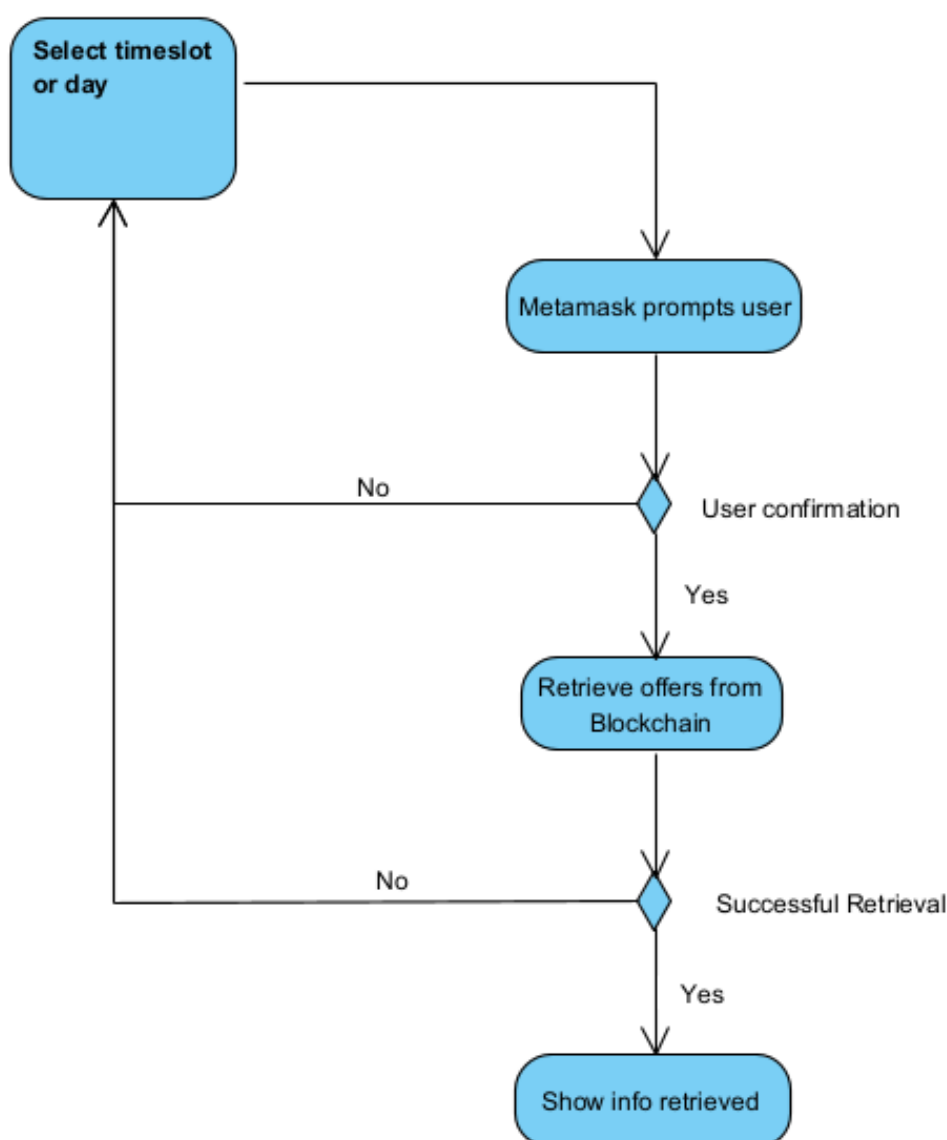 Select timeslot
or day
Metamask prompts user
No
User confirmation
Yes
Retrieve offers from
Blockchain
No
Successful Retrieval
Yes
Show info retrieved